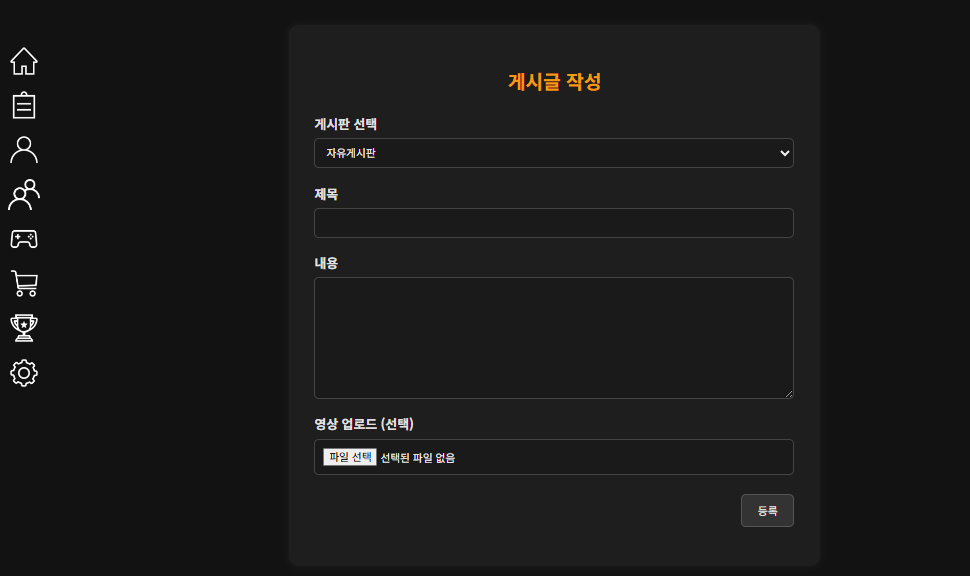 게시글 작성
게시판 선택
자유게시판
제목
내용
영상 업로드 (선택)
파일 선택 선택된 파일 없음
등록